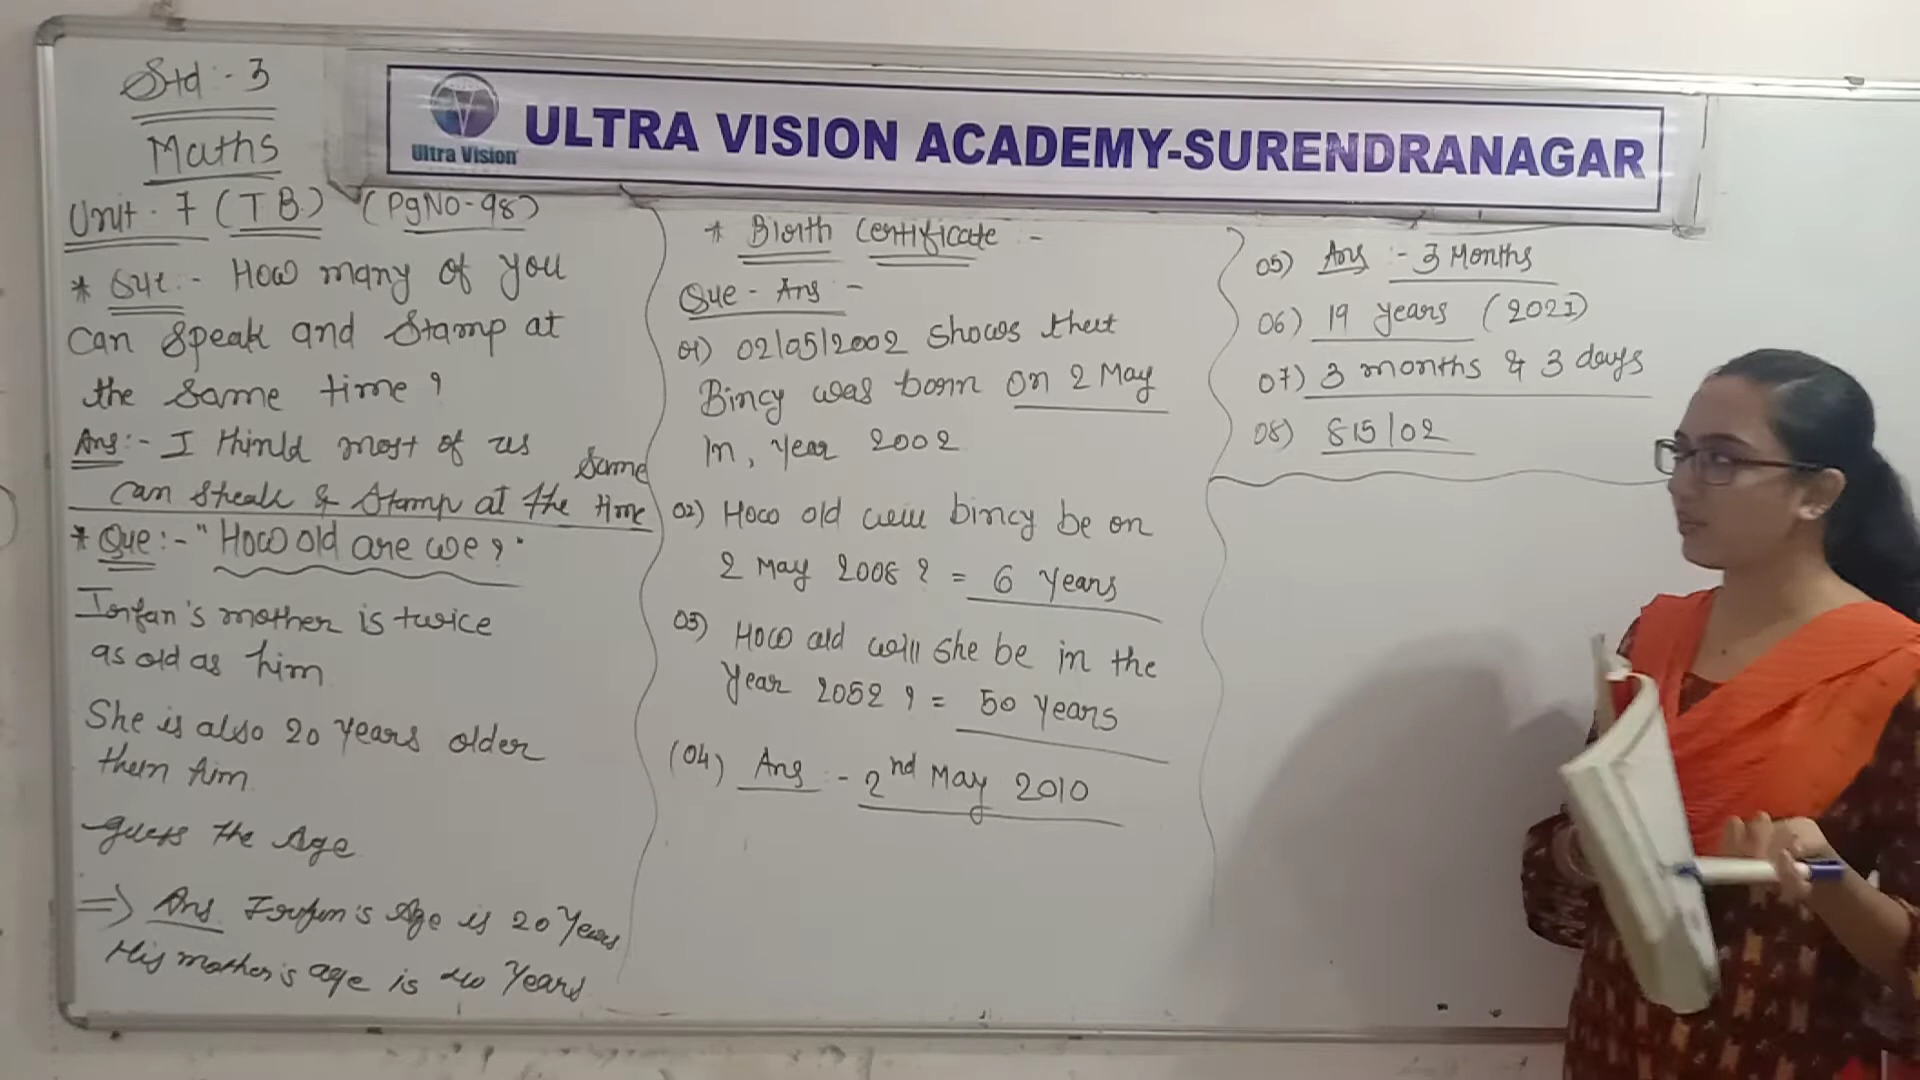 Std :- 3
Maths
Unit - 7 (T.B.) (PgNO-98)
* Que :- How many of you
can speak and stamp at
the same time ?
Ans :- I think most of us
can speak & stamp at the same time
* Que :- "How old are we ?"
Irfan's mother is twice
as old as him
She is also 20 years older
then him
guess the Age
=> Ans Irfan's Age is 20 Years
His mother's age is 40 Years
Ultra Vision
ULTRA VISION ACADEMY-SURENDRANAGAR
* Birth Certificate :-
Que - Ans -
01) 02/05/2002 shows that
Bincy was born on 2 May
In, year 2002
02) How old will bincy be on
2 May 2008 ? = 6 Years
03) How old will she be in the
Year 2052 ? = 50 Years
(04) Ans :- 2nd May 2010
05) Ans :- 3 Months
06) 19 years (2021)
07) 3 months & 3 days
08) 815/02